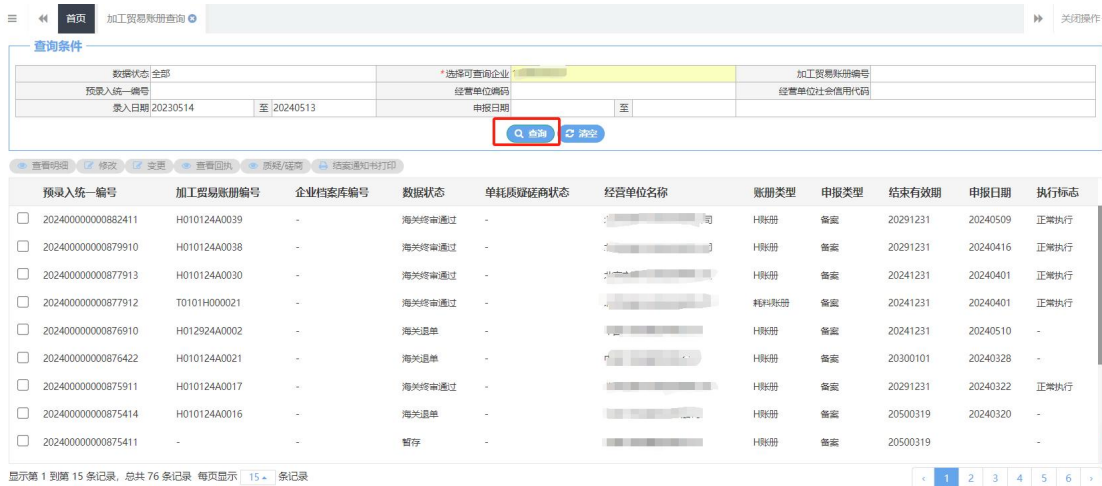 首页 加工贸易账册查询 关闭操作
查询条件
数据状态 全部 *选择可查询企业 加工贸易账册编号
预录入统一编号 经营单位编码 经营单位社会信用代码
录入日期 20230514 至 20240513 申报日期 至
查询 清空
查看明细 修改 变更 查看回执 质疑/磋商 结案通知书打印
预录入统一编号 加工贸易账册编号 企业档案库编号 数据状态 单耗质疑磋商状态 经营单位名称 账册类型 申报类型 结束有效期 申报日期 执行标志
202400000000882411 H010124A0039 - 海关终审通过 - H账册 备案 20291231 20240509 正常执行
202400000000879910 H010124A0038 - 海关终审通过 - H账册 备案 20291231 20240416 正常执行
202400000000877913 H010124A0030 - 海关终审通过 - H账册 备案 20241231 20240401 正常执行
202400000000877912 T0101H000021 - 海关终审通过 - 耗料账册 备案 20241231 20240401 正常执行
202400000000876910 H012924A0002 - 海关退单 - H账册 备案 20241231 20240510 -
202400000000876422 H010124A0021 - 海关退单 - H账册 备案 20300101 20240328 -
202400000000875911 H010124A0017 - 海关终审通过 - H账册 备案 20291231 20240322 正常执行
202400000000875414 H010124A0016 - 海关退单 - H账册 备案 20500319 20240320 -
202400000000875411 - - 暂存 - H账册 备案 20500319 -
显示第 1 到第 15 条记录，总共 76 条记录 每页显示 15 条记录 ‹ 1 2 3 4 5 6 ›